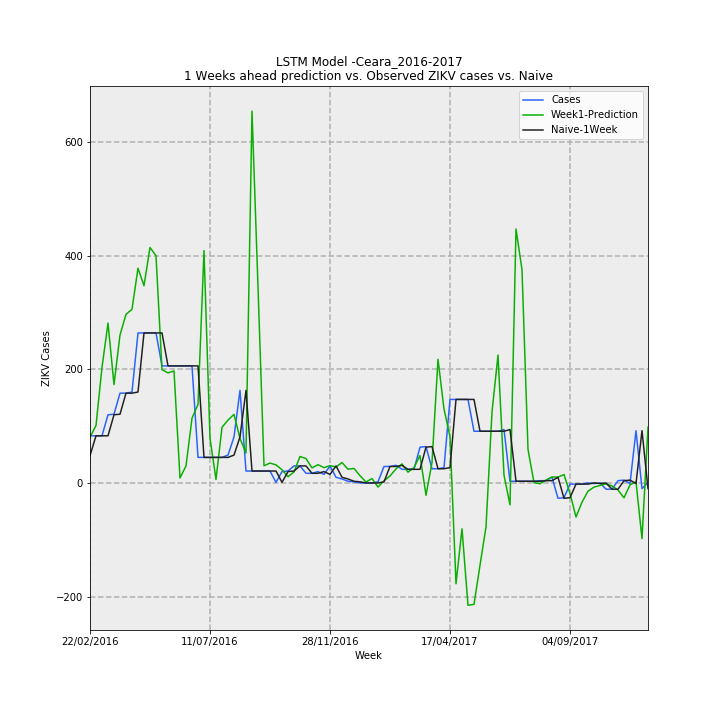 LSTM Model -Ceara_2016-2017
1 Weeks ahead prediction vs. Observed ZIKV cases vs. Naive
Cases
Week1-Prediction
Naive-1Week
600
400
200
0
−200
ZIKV Cases
22/02/2016
11/07/2016
28/11/2016
17/04/2017
04/09/2017
Week